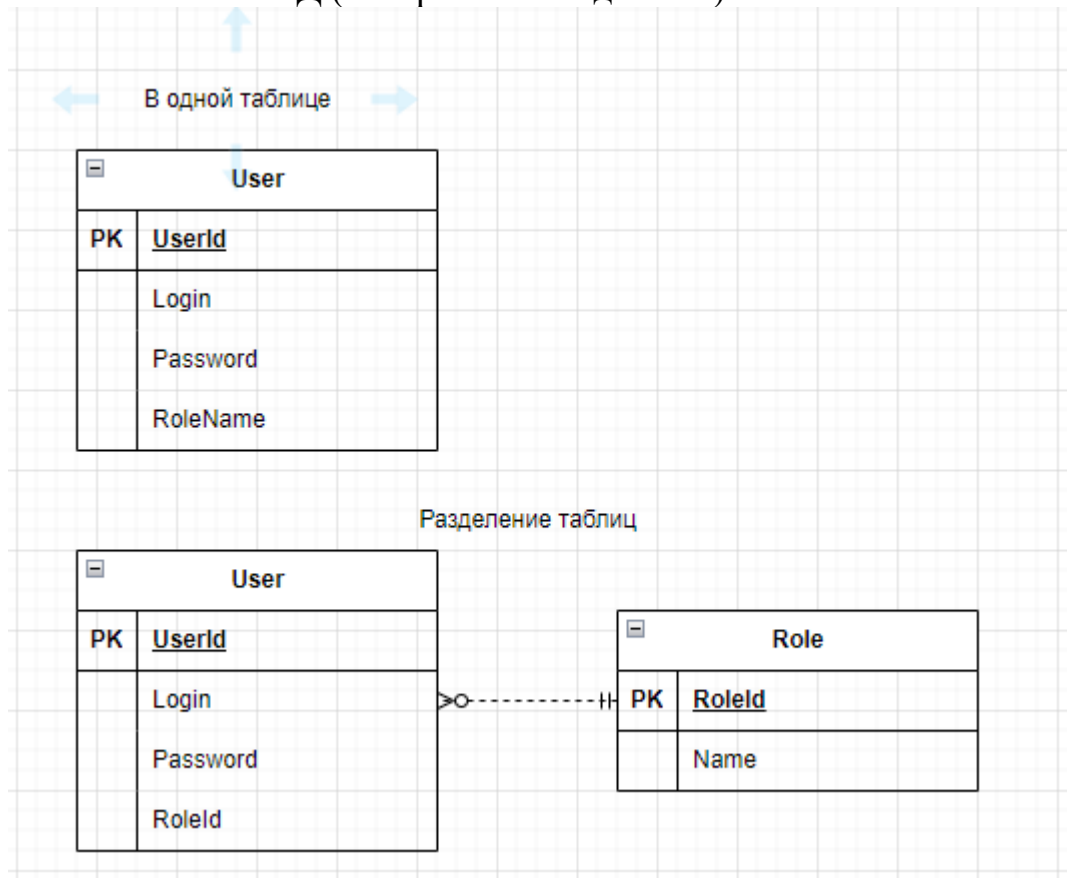 В одной таблице
User
PK UserId
Login
Password
RoleName
Разделение таблиц
User
PK UserId
Login
Password
RoleId
Role
PK RoleId
Name